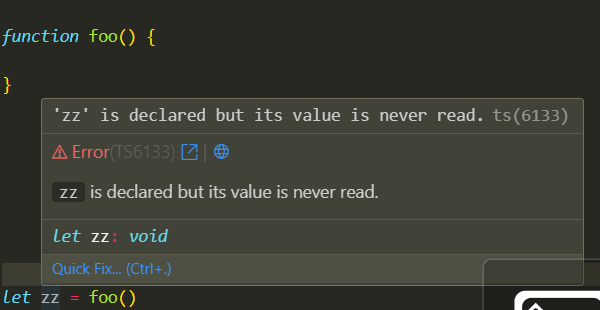 function foo() {
}
'zz' is declared but its value is never read. ts(6133)
Error(TS6133) |
zz is declared but its value is never read.
let zz: void
Quick Fix... (Ctrl+.)
let zz = foo()